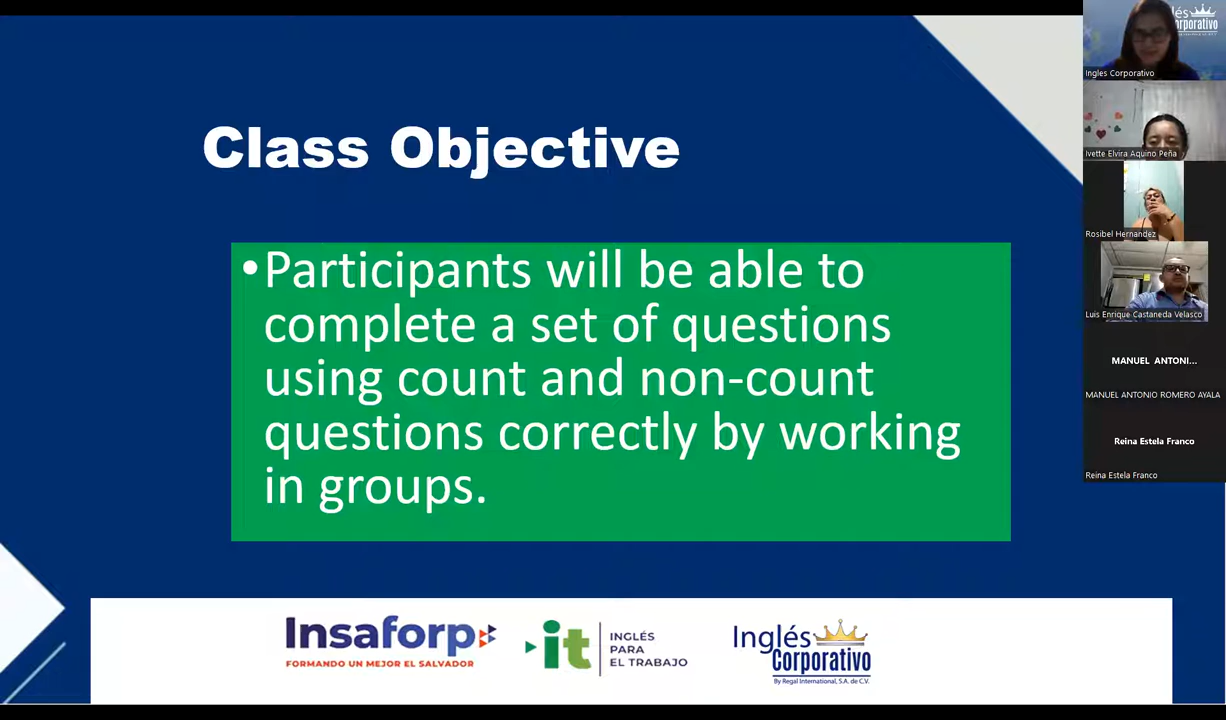 Class Objective
•Participants will be able to
complete a set of questions
using count and non-count
questions correctly by working
in groups.
Insaforp
FORMANDO UN MEJOR EL SALVADOR
it
INGLÉS
PARA
EL TRABAJO
Inglés
Corporativo
By Regal International, S.A. de C.V.
lés
orporativo
Ingles Corporativo
Ivette Elvira Aquino Peña
Rosibel Hernandez
Luis Enrique Castaneda Velasco
MANUEL ANTONI...
MANUEL ANTONIO ROMERO AYALA
Reina Estela Franco
Reina Estela Franco